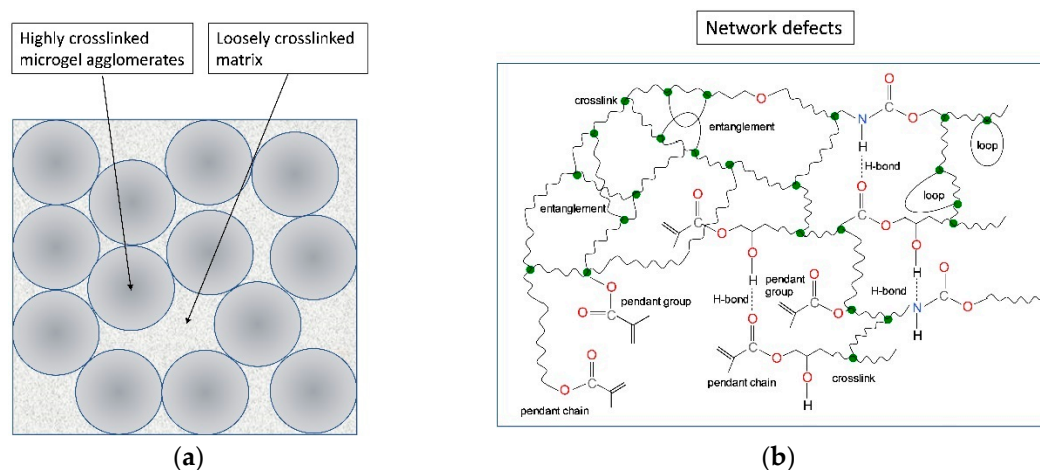 Highly crosslinked
microgel agglomerates
Loosely crosslinked
matrix
(a)
Network defects
crosslink
O
entanglement
O
N
O
H
loop
H-bond
O
loop
entanglement
O
O
O
O
O
H
O
H
H-bond
pendant group
O
H-bond
pendant
group
O
O
O
H
N
O
O
O
O
O
O
pendant chain
O
H
crosslink
pendant chain
(b)